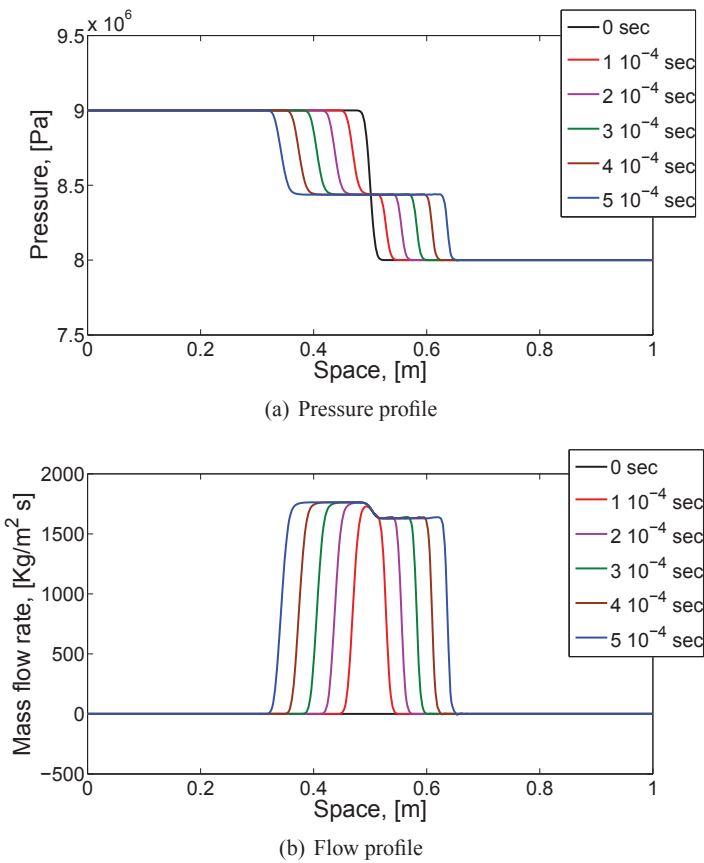 x 10⁶
9.5
9
8.5
8
7.5
Pressure, [Pa]
0 0.2 0.4 0.6 0.8 1
Space, [m]
0 sec
1 10⁻⁴ sec
2 10⁻⁴ sec
3 10⁻⁴ sec
4 10⁻⁴ sec
5 10⁻⁴ sec
(a) Pressure profile
2000
1500
1000
500
0
−500
Mass flow rate, [Kg/m² s]
0 0.2 0.4 0.6 0.8 1
Space, [m]
0 sec
1 10⁻⁴ sec
2 10⁻⁴ sec
3 10⁻⁴ sec
4 10⁻⁴ sec
5 10⁻⁴ sec
(b) Flow profile